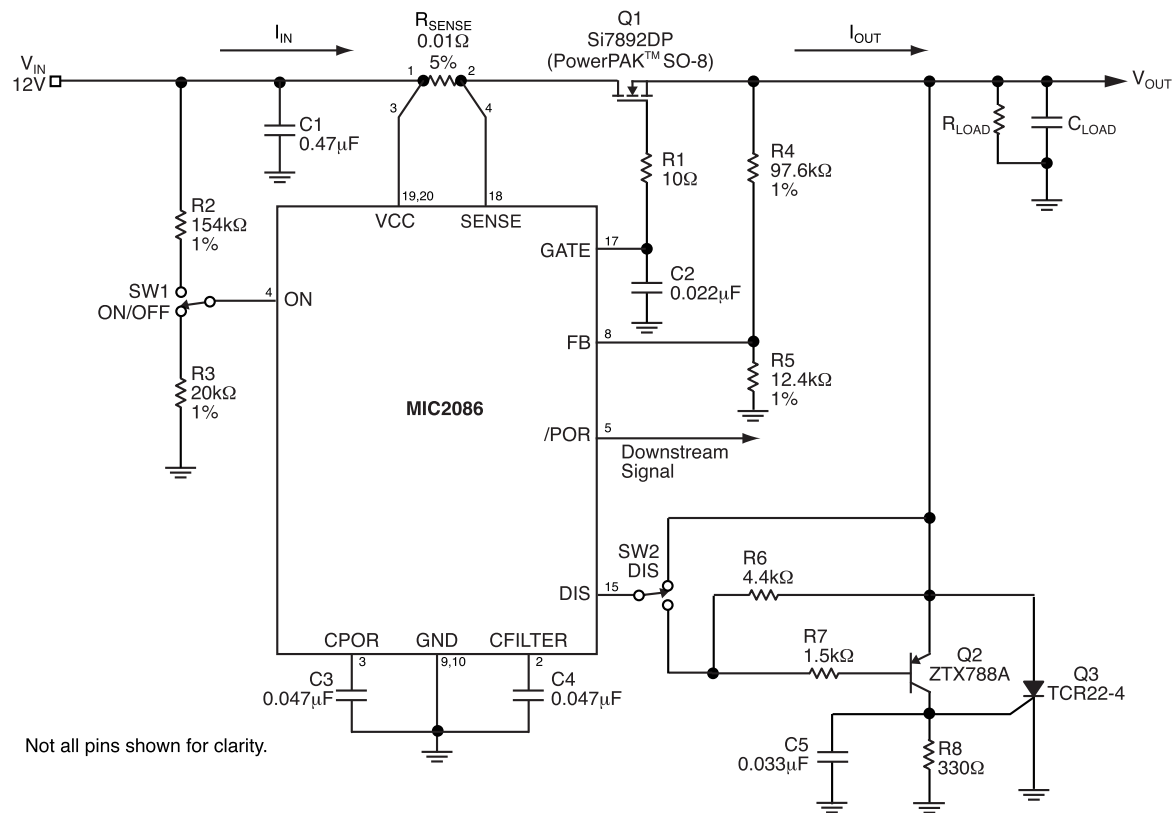 R_SENSE
0.01Ω
5%
Q1
Si7892DP
(PowerPAK™ SO-8)
I_IN
I_OUT
V_IN
12V
1
2
V_OUT
3
4
C1
0.47μF
R_LOAD
C_LOAD
R1
10Ω
R4
97.6kΩ
1%
R2
154kΩ
1%
19,20
18
VCC
SENSE
GATE
17
C2
0.022μF
SW1
ON/OFF
4
ON
FB
8
R5
12.4kΩ
1%
R3
20kΩ
1%
MIC2086
/POR
5
Downstream
Signal
SW2
DIS
DIS
15
R6
4.4kΩ
R7
1.5kΩ
Q2
ZTX788A
Q3
TCR22-4
CPOR
GND
CFILTER
3
9,10
2
C3
0.047μF
C4
0.047μF
C5
0.033μF
R8
330Ω
Not all pins shown for clarity.